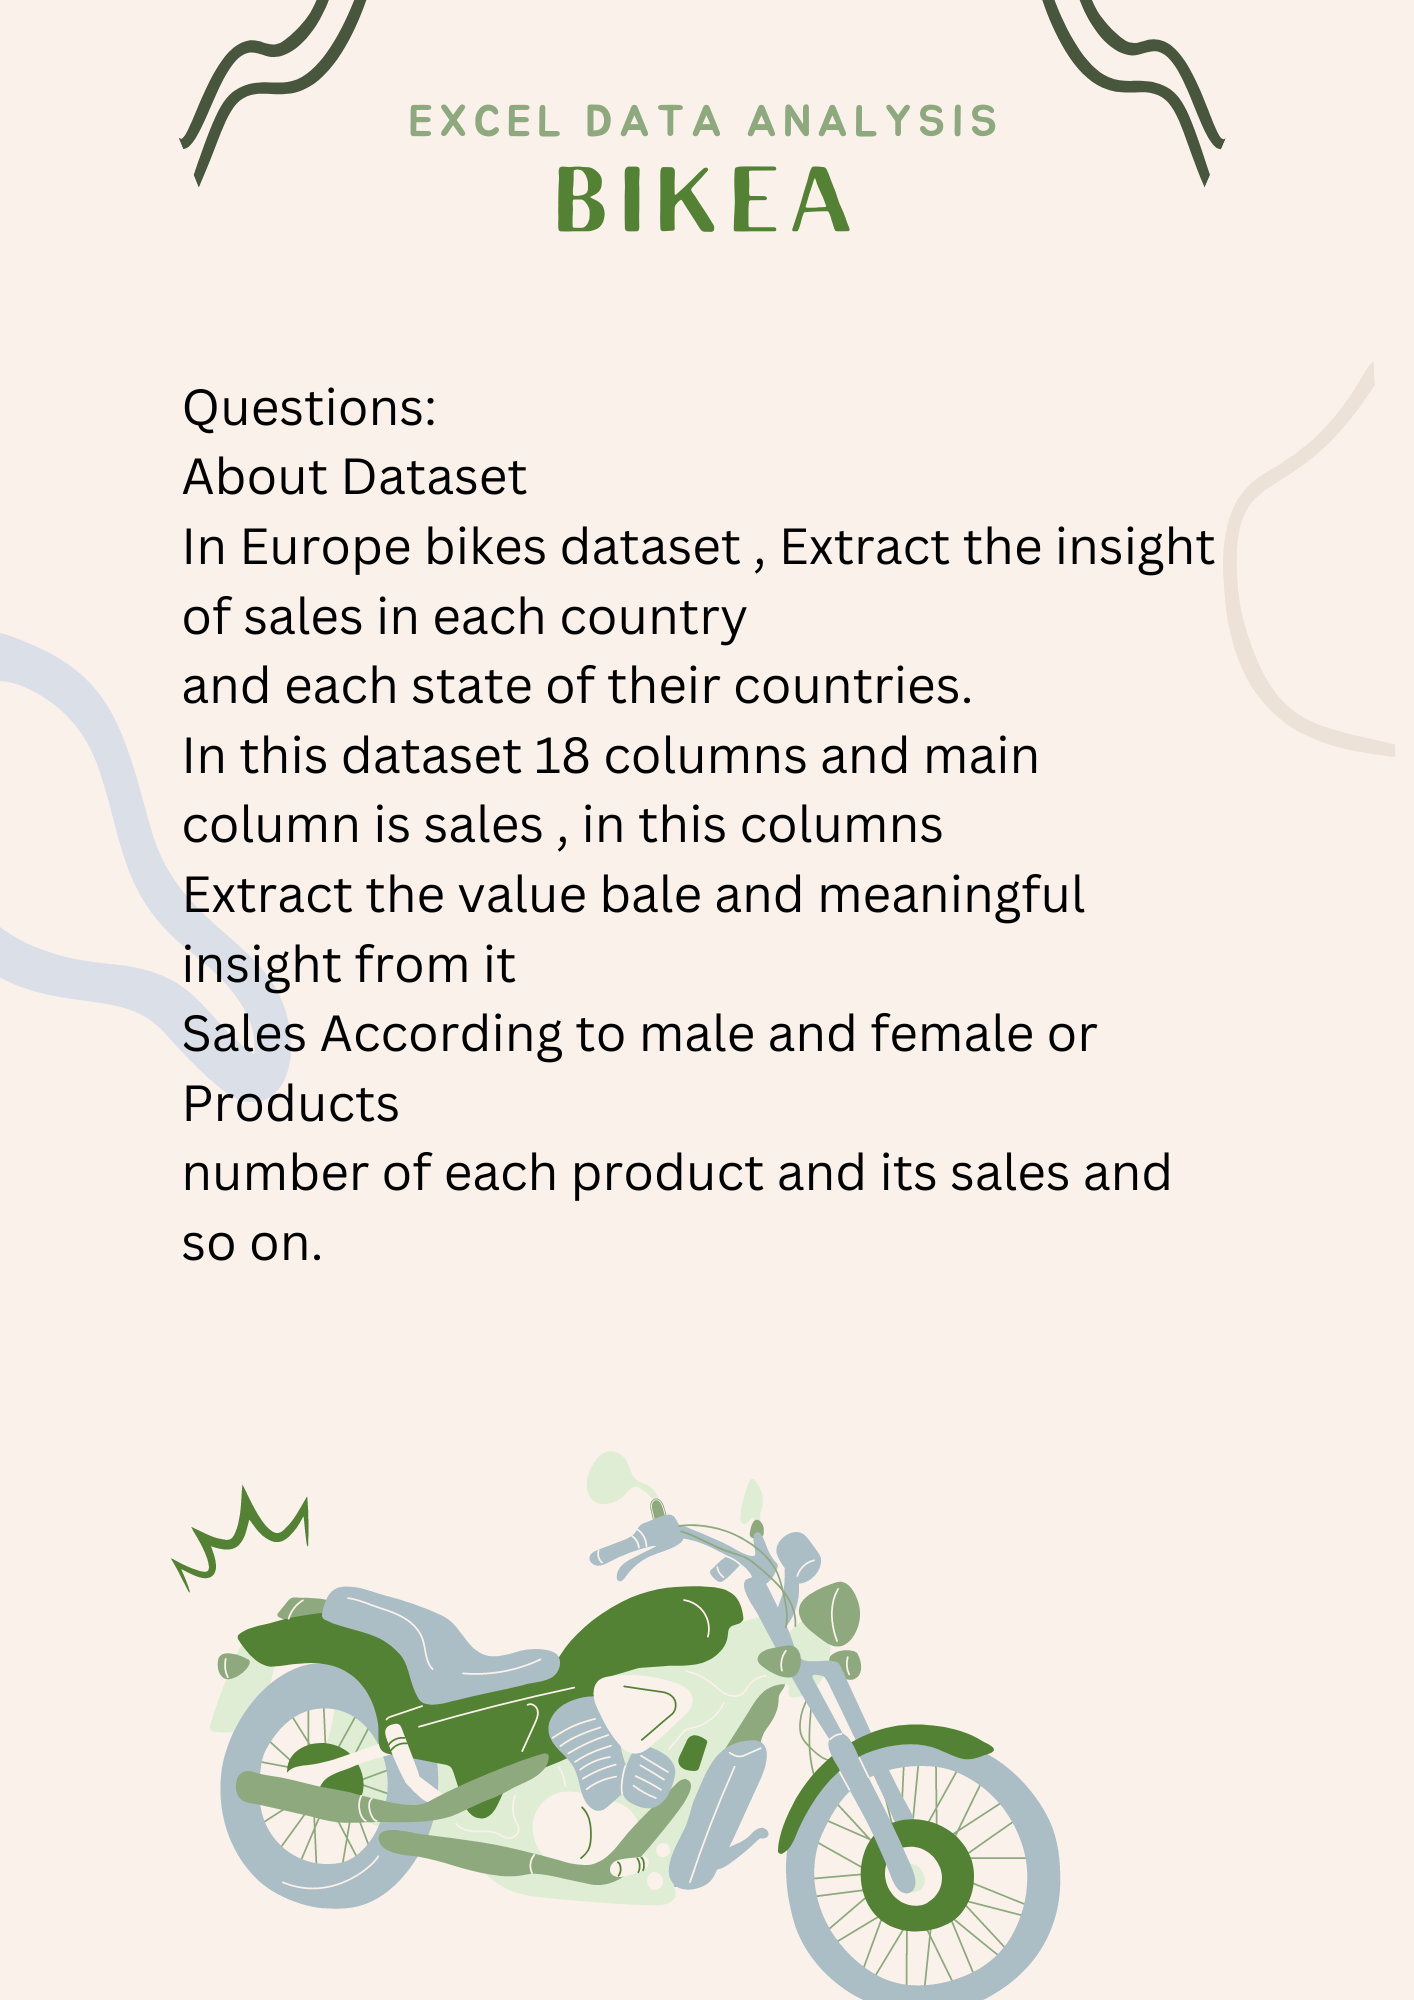 EXCEL DATA ANALYSIS
BIKEA
Questions:
About Dataset
In Europe bikes dataset , Extract the insight
of sales in each country
and each state of their countries.
In this dataset 18 columns and main
column is sales , in this columns
Extract the value bale and meaningful
insight from it
Sales According to male and female or
Products
number of each product and its sales and
so on.